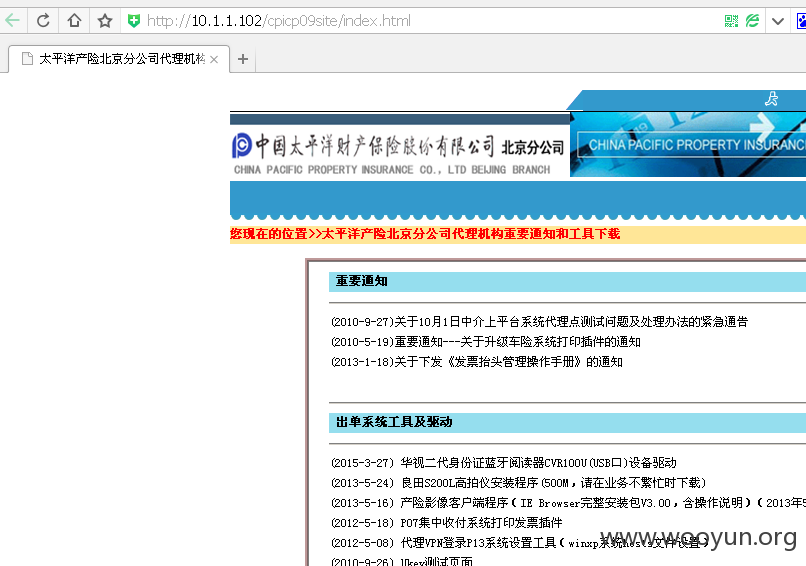 http://10.1.1.102/cpicp09site/index.html
太平洋产险北京分公司代理机构
中国太平洋财产保险股份有限公司 北京分公司
CHINA PACIFIC PROPERTY INSURANCE CO., LTD BEIJING BRANCH
CHINA PACIFIC PROPERTY INSURANC
您现在的位置>>太平洋产险北京分公司代理机构重要通知和工具下载
重要通知
(2010-9-27)关于10月1日中介上平台系统代理点测试问题及处理办法的紧急通告
(2010-5-19)重要通知---关于升级车险系统打印插件的通知
(2013-1-18)关于下发《发票抬头管理操作手册》的通知
出单系统工具及驱动
(2015-3-27) 华视二代身份证蓝牙阅读器CVR100U(USB口)设备驱动
(2013-5-24) 良田S200L高拍仪安装程序(500M，请在业务不繁忙时下载)
(2013-5-16) 产险影像客户端程序(IE Browser完整安装包V3.00，含操作说明)(2013年5
(2012-5-18) P07集中收付系统打印发票插件
(2012-5-08) 代理VPN登录P13系统设置工具(winxp系统hosts文件设置)
(2010-9-26) Ukey测试页面
www.wooyun.org